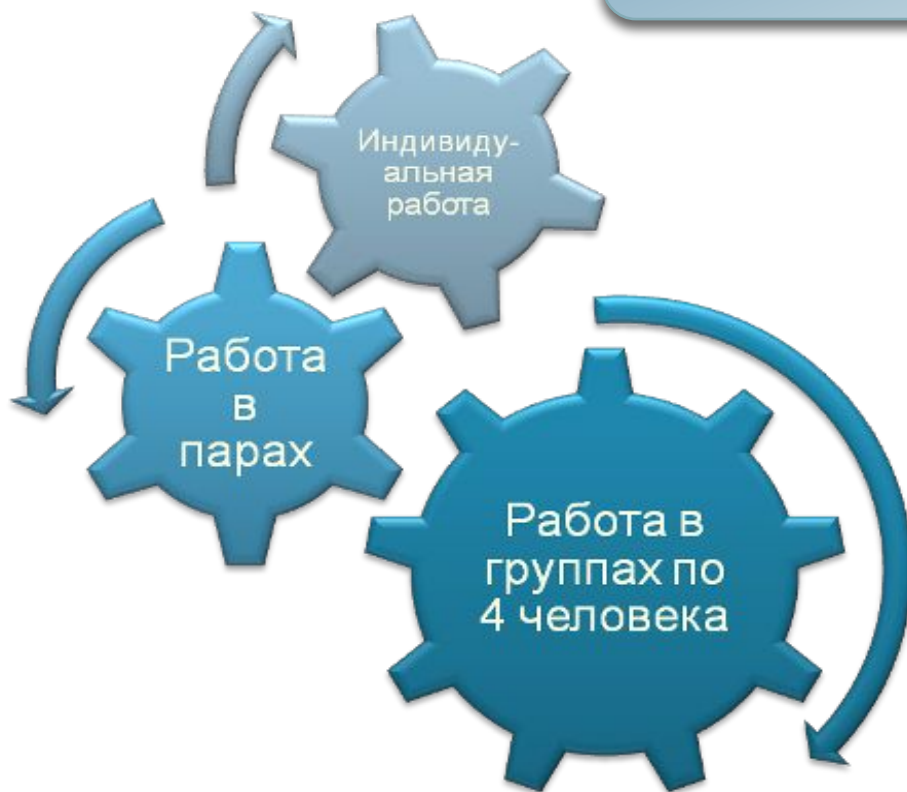 Индивиду-
альная
работа
Работа
в
парах
Работа в
группах по
4 человека